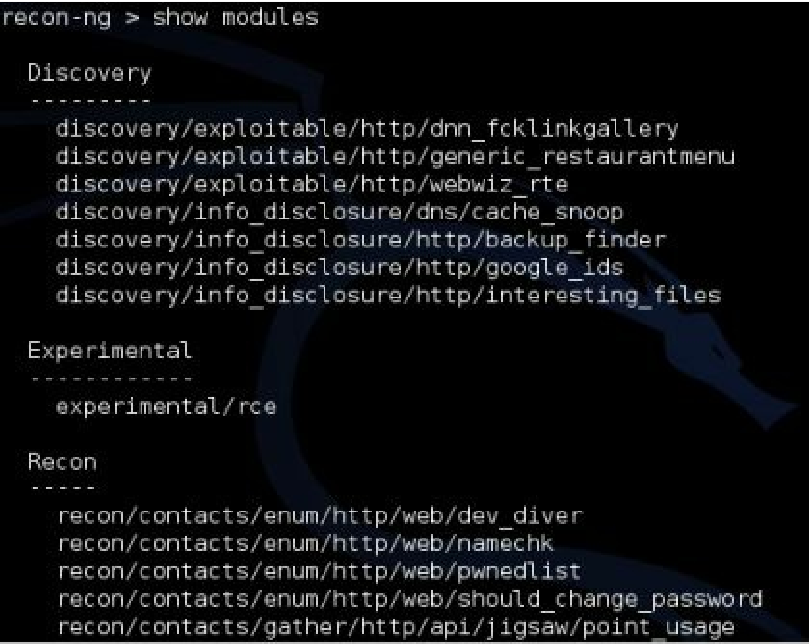 recon-ng > show modules
Discovery
---------
discovery/exploitable/http/dnn_fcklinkgallery
discovery/exploitable/http/generic_restaurantmenu
discovery/exploitable/http/webwiz_rte
discovery/info_disclosure/dns/cache_snoop
discovery/info_disclosure/http/backup_finder
discovery/info_disclosure/http/google_ids
discovery/info_disclosure/http/interesting_files
Experimental
------------
experimental/rce
Recon
-----
recon/contacts/enum/http/web/dev_diver
recon/contacts/enum/http/web/namechk
recon/contacts/enum/http/web/pwnedlist
recon/contacts/enum/http/web/should_change_password
recon/contacts/gather/http/api/jigsaw/point_usage